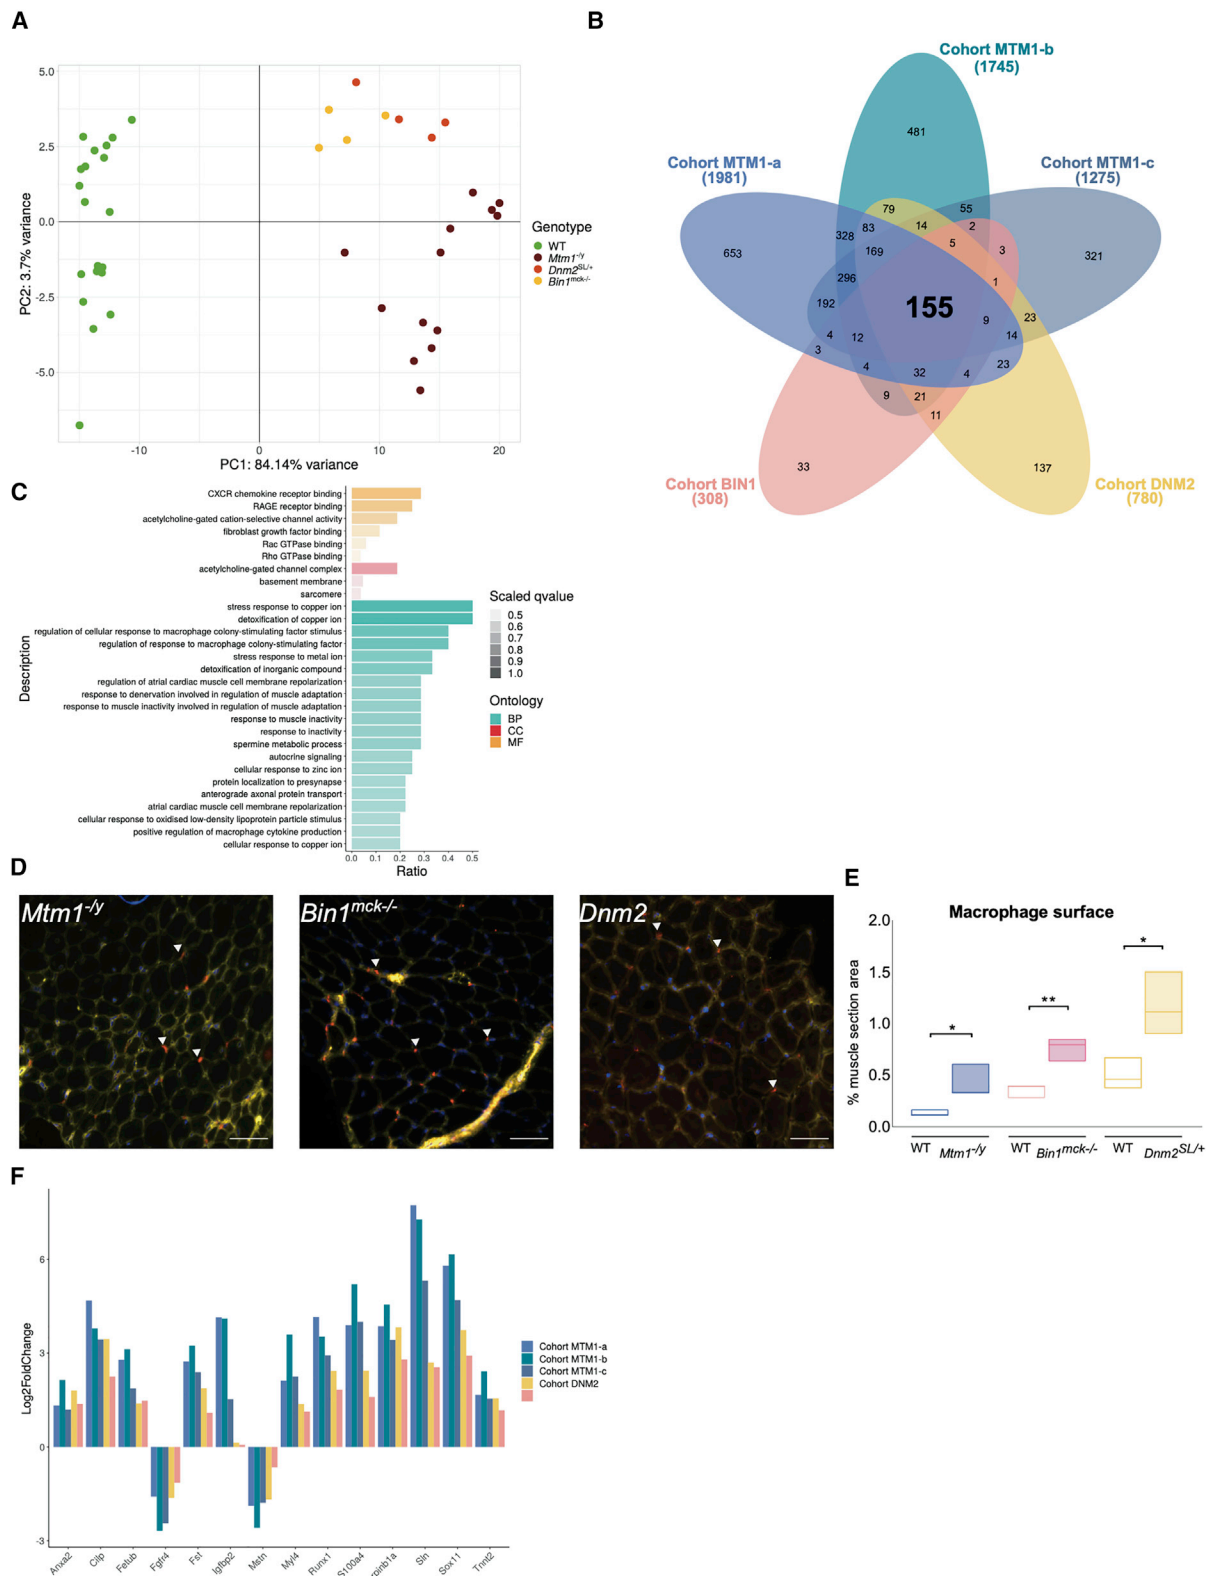 A
5.0
2.5
0.0
-2.5
-5.0
-10
0
10
20
PC2: 3.7% variance
PC1: 84.14% variance
Genotype
WT
Mtm1-/y
Dnm2SL/+
Bin1mck-/-
B
Cohort MTM1-b
(1745)
Cohort MTM1-a
(1981)
Cohort MTM1-c
(1275)
Cohort BIN1
(308)
Cohort DNM2
(780)
481
79
55
328
83
14
2
653
169
5
3
321
296
1
192
155
9
23
4
12
14
3
4
32
4
23
9
21
11
33
137
C
Description
CXCR chemokine receptor binding
RAGE receptor binding
acetylcholine-gated cation-selective channel activity
fibroblast growth factor binding
Rac GTPase binding
Rho GTPase binding
acetylcholine-gated channel complex
basement membrane
sarcomere
stress response to copper ion
detoxification of copper ion
regulation of cellular response to macrophage colony-stimulating factor stimulus
regulation of response to macrophage colony-stimulating factor
stress response to metal ion
detoxification of inorganic compound
regulation of atrial cardiac muscle cell membrane repolarization
response to denervation involved in regulation of muscle adaptation
response to muscle inactivity involved in regulation of muscle adaptation
response to muscle inactivity
response to inactivity
spermine metabolic process
autocrine signaling
cellular response to zinc ion
protein localization to presynapse
anterograde axonal protein transport
atrial cardiac muscle cell membrane repolarization
cellular response to oxidised low-density lipoprotein particle stimulus
positive regulation of macrophage cytokine production
cellular response to copper ion
0.0 0.1 0.2 0.3 0.4 0.5
Ratio
Scaled qvalue
0.5
0.6
0.7
0.8
0.9
1.0
Ontology
BP
CC
MF
D
Mtm1-/y
Bin1mck-/-
Dnm2
E
Macrophage surface
% muscle section area
2.0
1.5
1.0
0.5
0.0
*
**
*
WT Mtm1-/y WT Bin1mck-/- WT Dnm2SL/+
F
Log2FoldChange
6
3
0
-3
Anxa2
Cilp
Fetub
Fgfr4
Fst
Igfbp2
Mstn
Myl4
Runx1
S100a4
rpinb1a
Sln
Sox11
Tnnt2
Cohort MTM1-a
Cohort MTM1-b
Cohort MTM1-c
Cohort DNM2